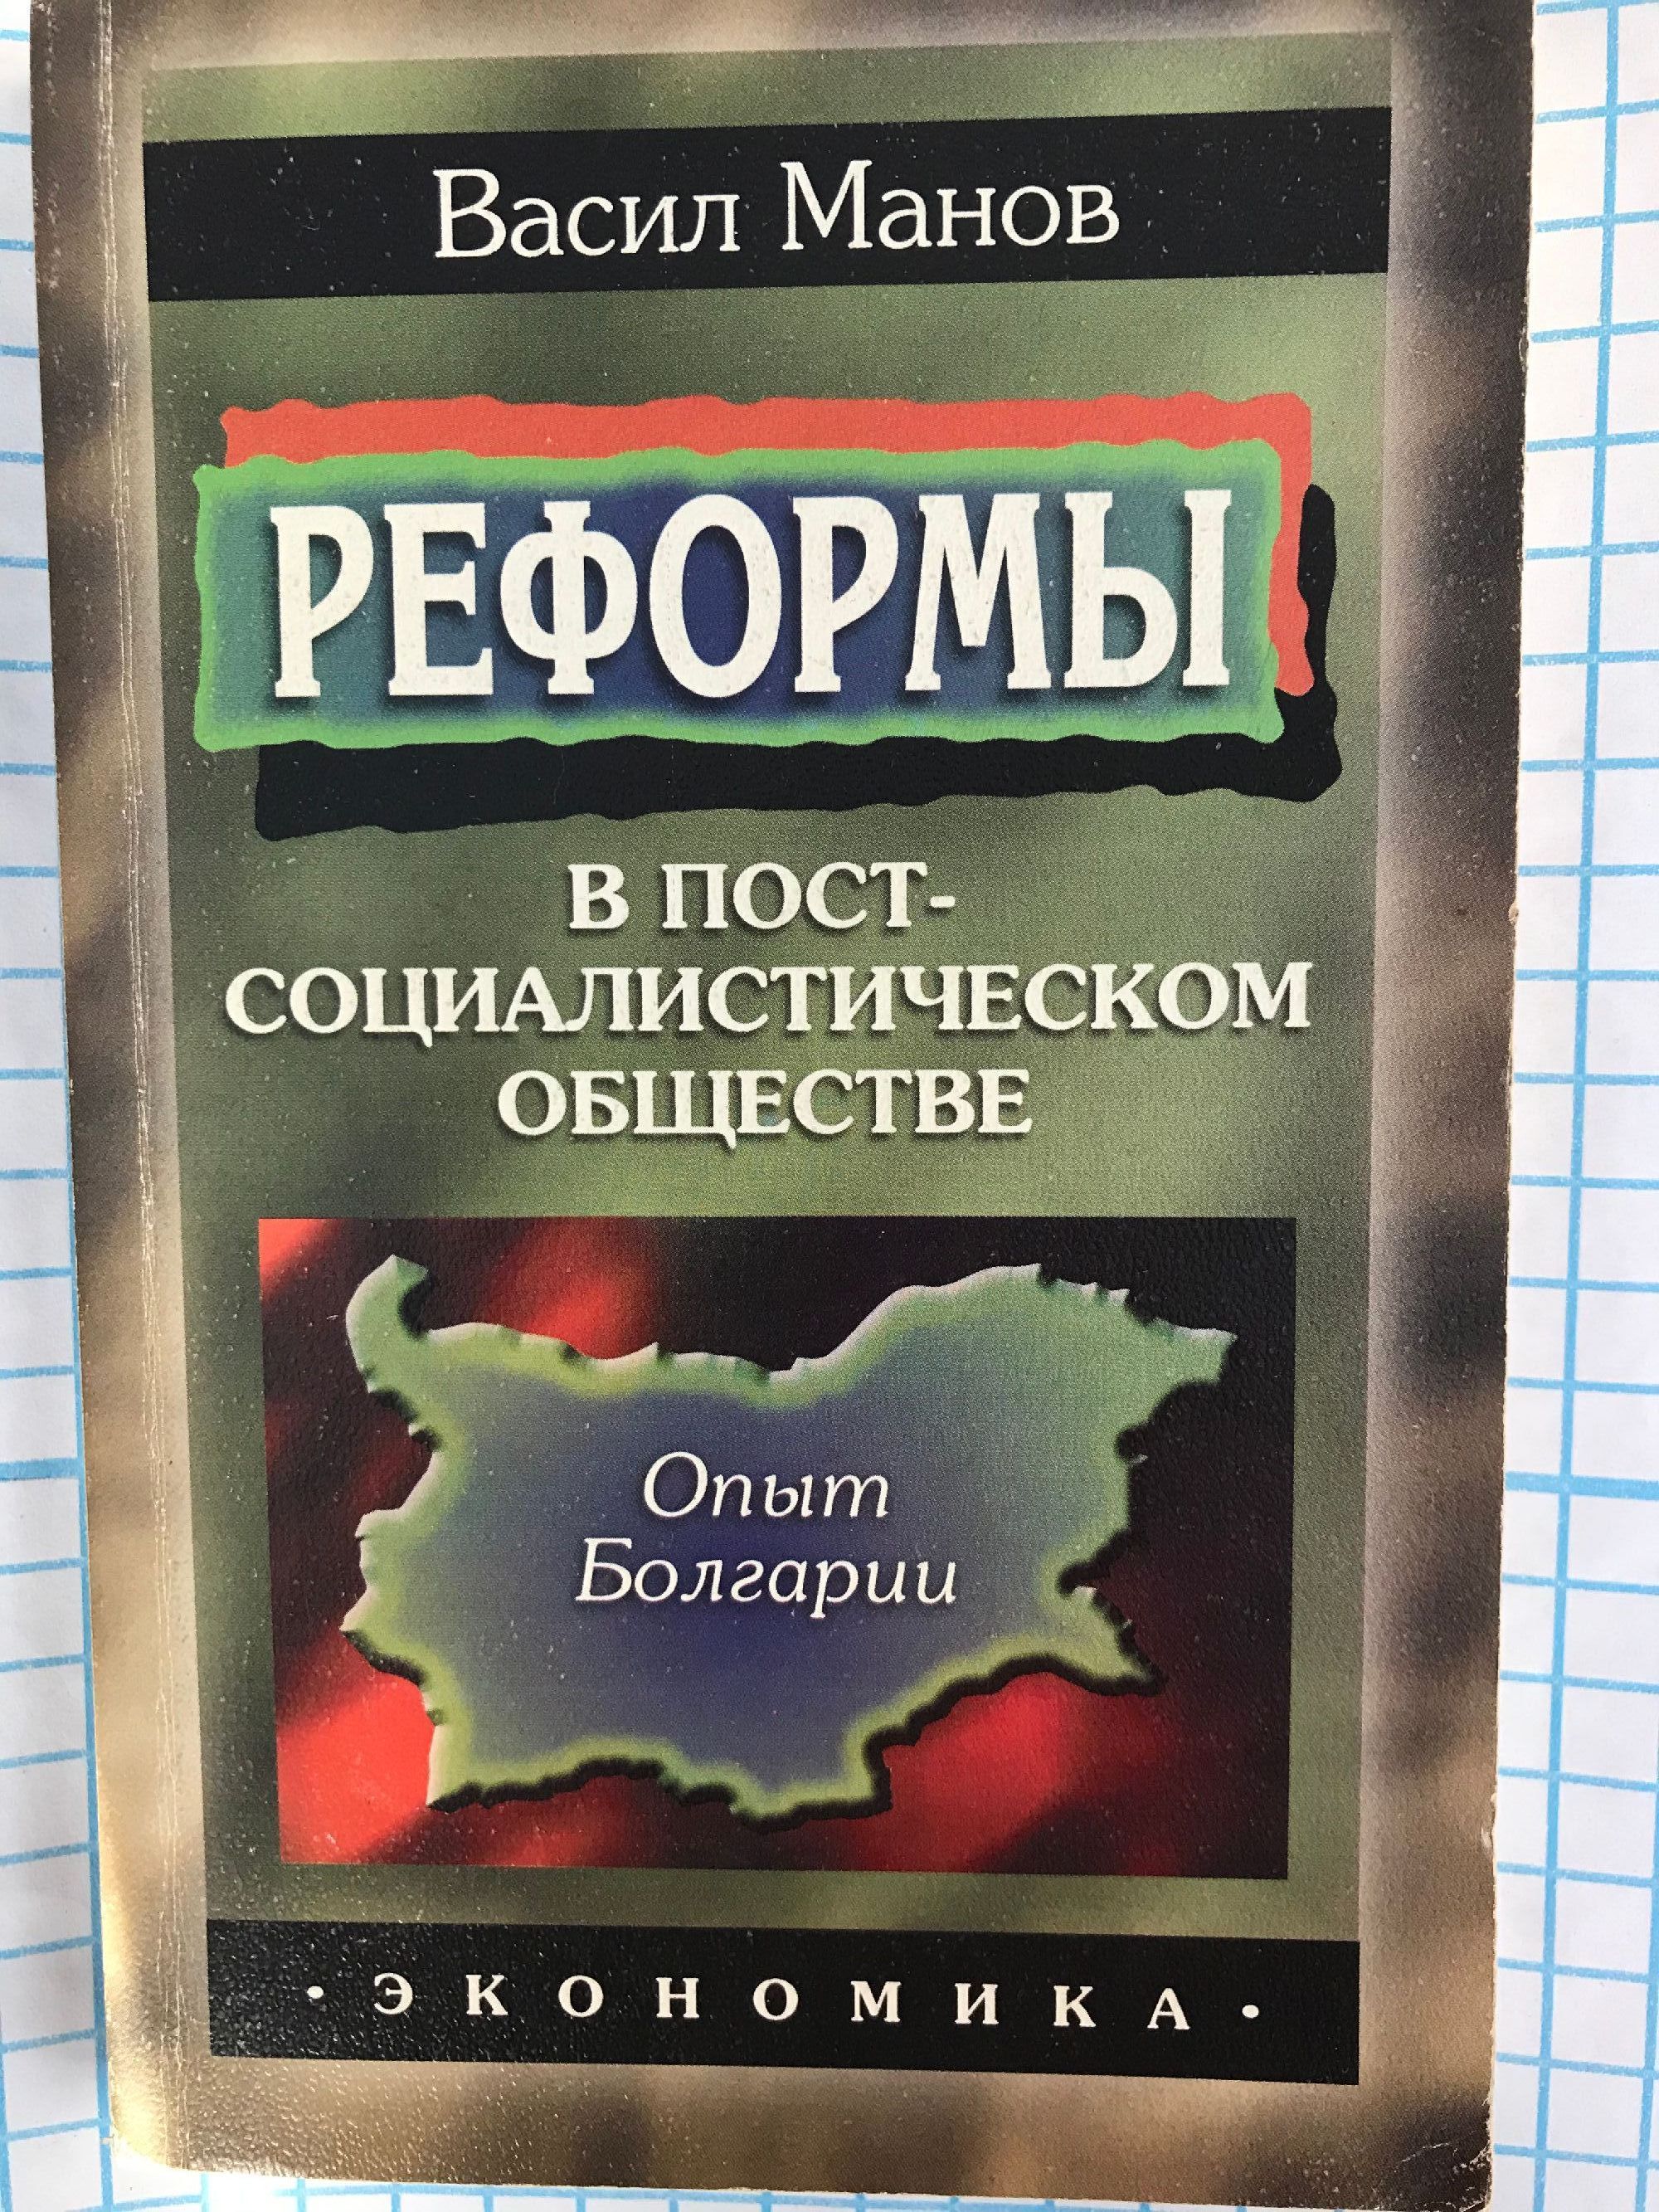 Васил Манов
РЕФОРМЫ
В ПОСТ-
СОЦИАЛИСТИЧЕСКОМ
ОБЩЕСТВЕ
Опыт
Болгарии
• ЭКОНОМИКА •